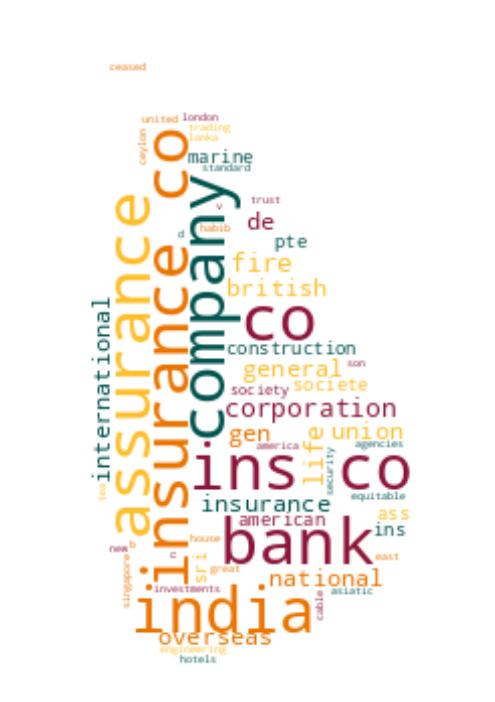 ceased
united
london
trading
lanka
ceylon
insurance co
marine
standard
company
assurance
trust
v
de
habib
d
pte
fire
british
international
co
construction
general
son
society
societe
corporation
gen
life
union
america
agencies
ins
co
security
tea
equitable
insurance
ass
american
bank
ins
new
b
house
c
sri
great
east
singapore
national
investments
india
cable
asiatic
overseas
engineering
hotels